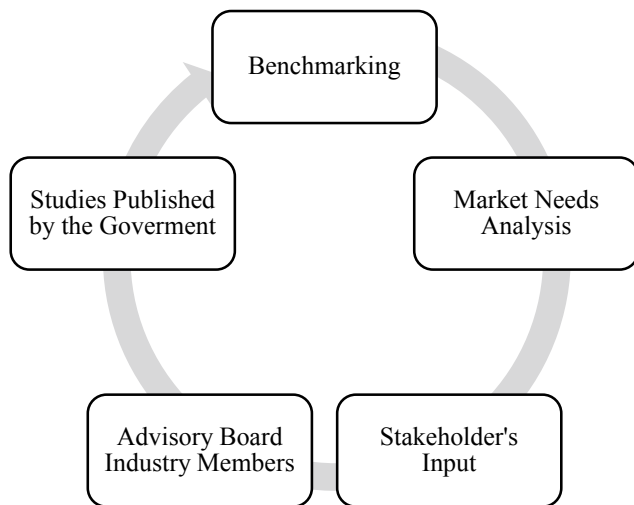 Benchmarking
Market Needs
Analysis
Stakeholder's
Input
Advisory Board
Industry Members
Studies Published
by the Goverment